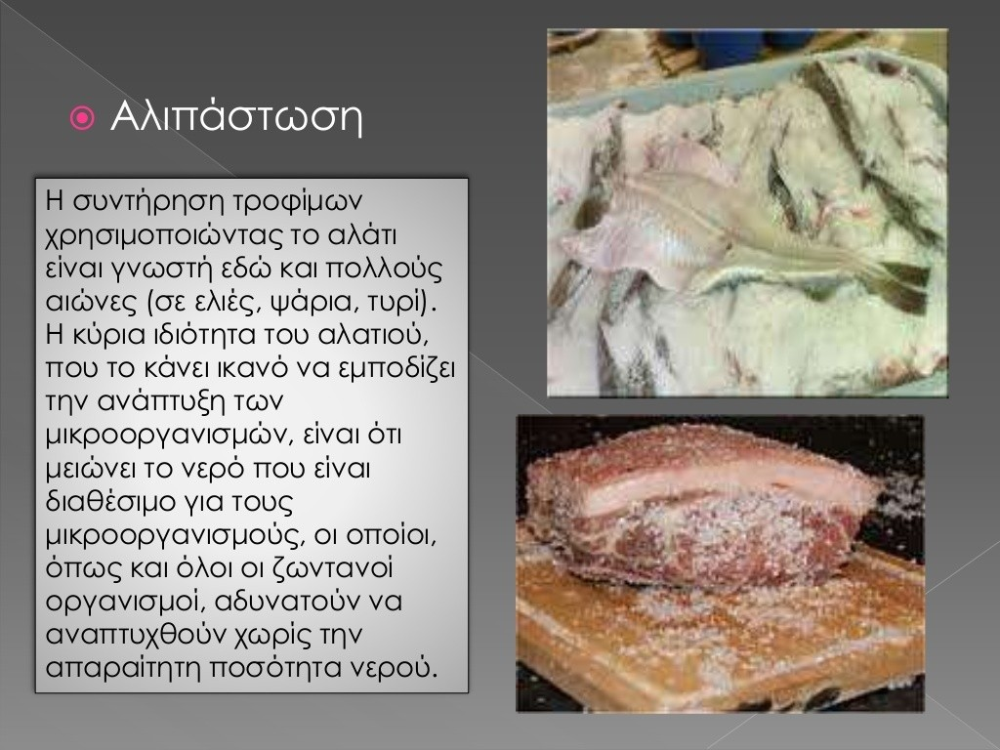 Αλιπάστωση
Η συντήρηση τροφίμων
χρησιμοποιώντας το αλάτι
είναι γνωστή εδώ και πολλούς
αιώνες (σε ελιές, ψάρια, τυρί).
Η κύρια ιδιότητα του αλατιού,
που το κάνει ικανό να εμποδίζει
την ανάπτυξη των
μικροοργανισμών, είναι ότι
μειώνει το νερό που είναι
διαθέσιμο για τους
μικροοργανισμούς, οι οποίοι,
όπως και όλοι οι ζωντανοί
οργανισμοί, αδυνατούν να
αναπτυχθούν χωρίς την
απαραίτητη ποσότητα νερού.